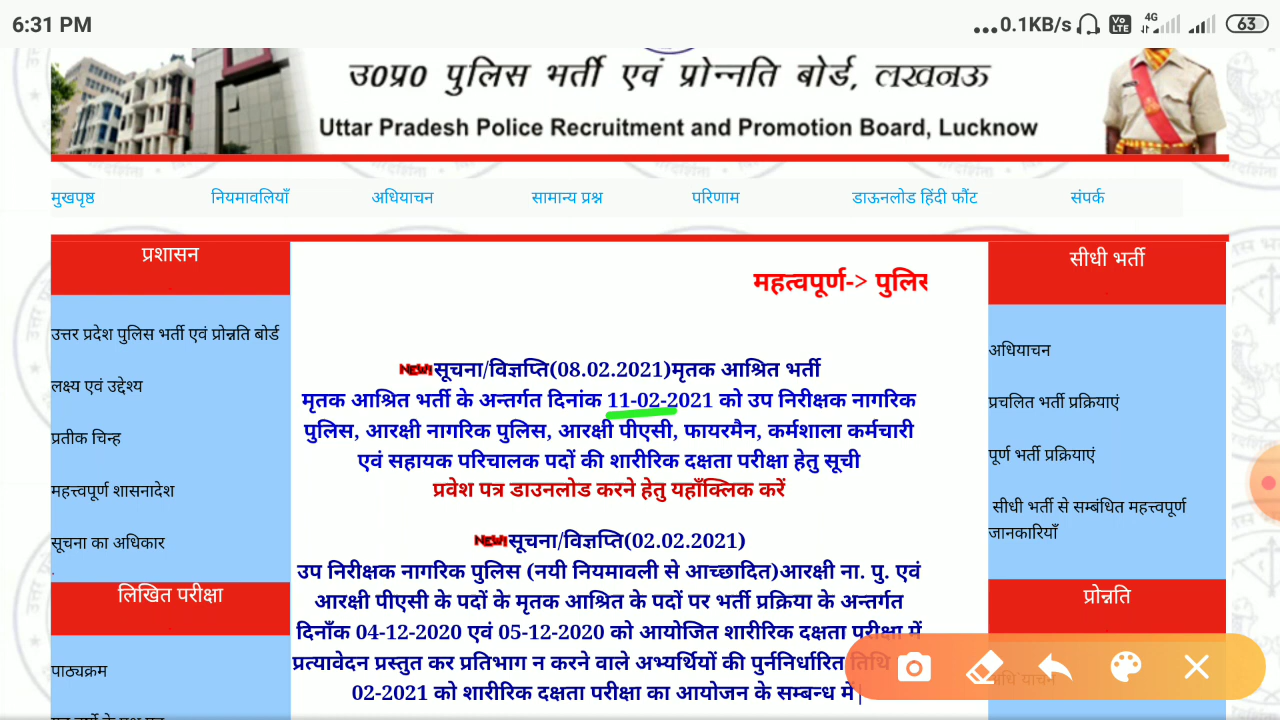 6:31 PM
...0.1KB/s
Vo LTE
4G
63
उ0प्र0 पुलिस भर्ती एवं प्रोन्नति बोर्ड, लखनऊ
Uttar Pradesh Police Recruitment and Promotion Board, Lucknow
मुखपृष्ठ नियमावलियाँ अधियाचन सामान्य प्रश्न परिणाम डाऊनलोड हिंदी फौंट संपर्क
प्रशासन
उत्तर प्रदेश पुलिस भर्ती एवं प्रोन्नति बोर्ड
लक्ष्य एवं उद्देश्य
प्रतीक चिन्ह
महत्त्वपूर्ण शासनादेश
सूचना का अधिकार
लिखित परीक्षा
पाठ्यक्रम
महत्वपूर्ण-> पुलिस
NEW! सूचना/विज्ञप्ति(08.02.2021)मृतक आश्रित भर्ती
मृतक आश्रित भर्ती के अन्तर्गत दिनांक 11-02-2021 को उप निरीक्षक नागरिक
पुलिस, आरक्षी नागरिक पुलिस, आरक्षी पीएसी, फायरमैन, कर्मशाला कर्मचारी
एवं सहायक परिचालक पदों की शारीरिक दक्षता परीक्षा हेतु सूची
प्रवेश पत्र डाउनलोड करने हेतु यहाँक्लिक करें
NEW! सूचना/विज्ञप्ति(02.02.2021)
उप निरीक्षक नागरिक पुलिस (नयी नियमावली से आच्छादित)आरक्षी ना. पु. एवं
आरक्षी पीएसी के पदों के मृतक आश्रित के पदों पर भर्ती प्रक्रिया के अन्तर्गत
दिनाँक 04-12-2020 एवं 05-12-2020 को आयोजित शारीरिक दक्षता परीक्षा में
प्रत्यावेदन प्रस्तुत कर प्रतिभाग न करने वाले अभ्यर्थियों की पुर्ननिर्धारित तिथि
02-2021 को शारीरिक दक्षता परीक्षा का आयोजन के सम्बन्ध में|
सीधी भर्ती
अधियाचन
प्रचलित भर्ती प्रक्रियाएं
पूर्ण भर्ती प्रक्रियाएं
सीधी भर्ती से सम्बंधित महत्त्वपूर्ण
जानकारियाँ
प्रोन्नति